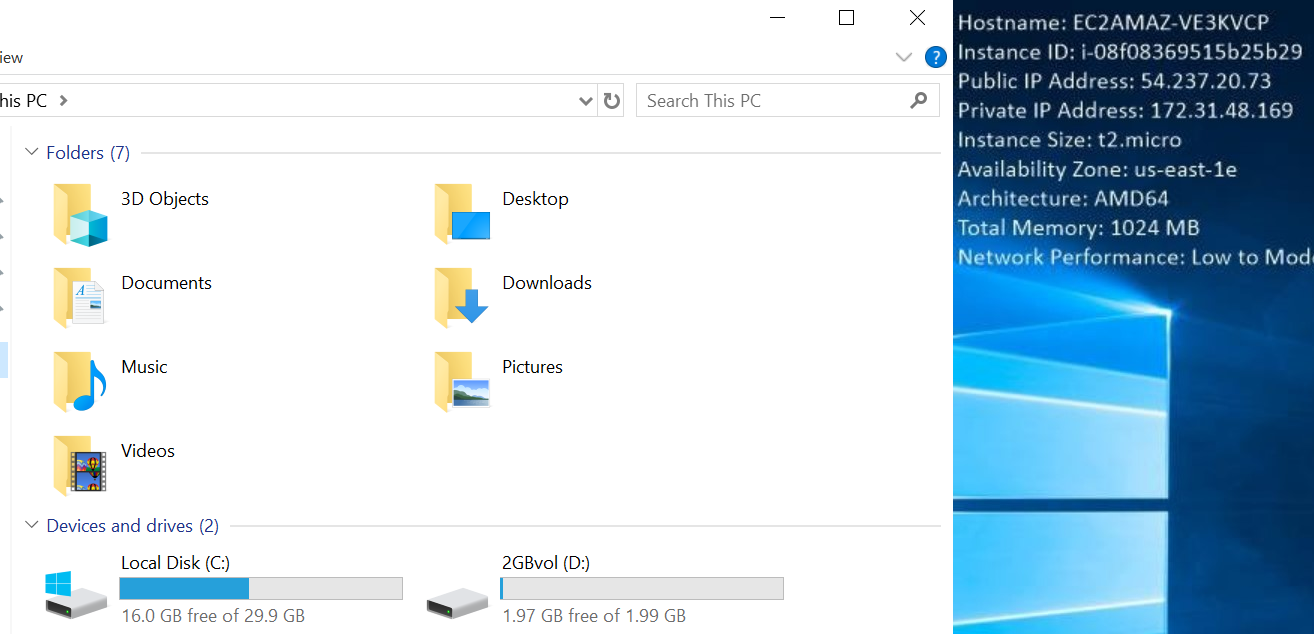 iew
?
his PC >
Search This PC
Folders (7)
3D Objects
Desktop
Documents
Downloads
Music
Pictures
Videos
Devices and drives (2)
Local Disk (C:)
16.0 GB free of 29.9 GB
2GBvol (D:)
1.97 GB free of 1.99 GB
Hostname: EC2AMAZ-VE3KVCP
Instance ID: i-08f08369515b25b29
Public IP Address: 54.237.20.73
Private IP Address: 172.31.48.169
Instance Size: t2.micro
Availability Zone: us-east-1e
Architecture: AMD64
Total Memory: 1024 MB
Network Performance: Low to Mod